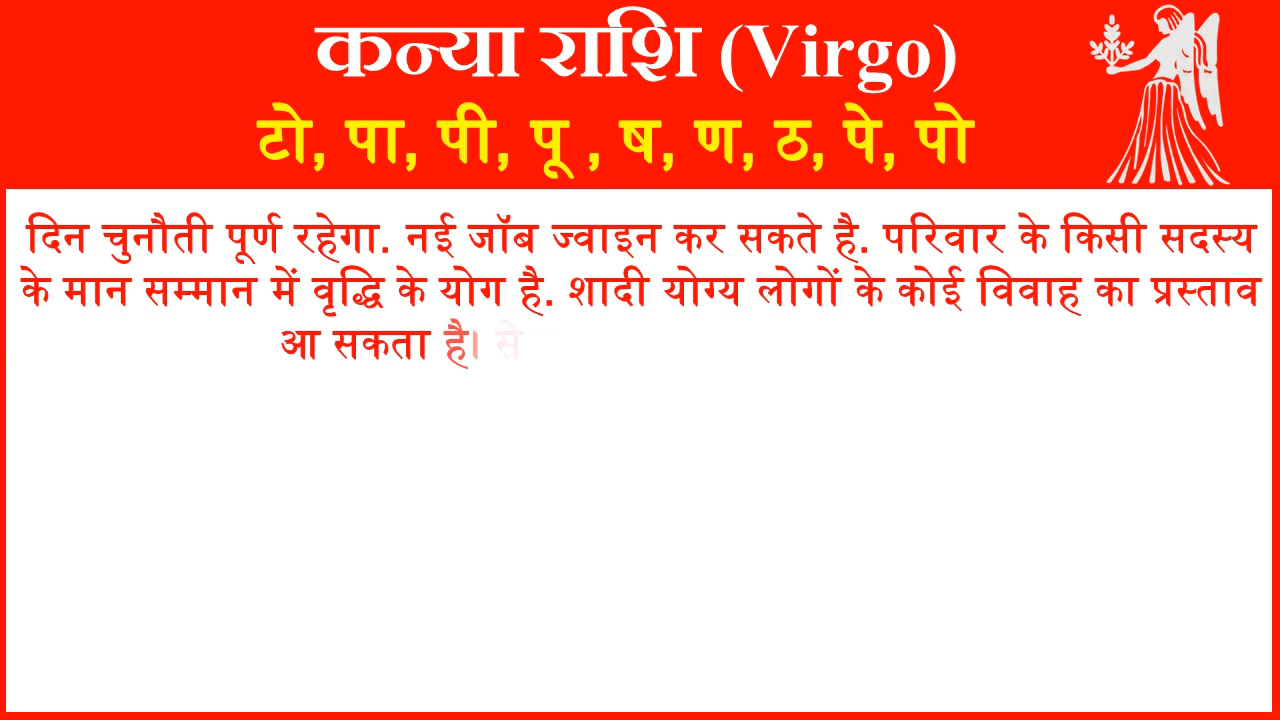 कन्या राशि (Virgo)
टो, पा, पी, पू , ष, ण, ठ, पे, पो
दिन चुनौती पूर्ण रहेगा. नई जॉब ज्वाइन कर सकते है. परिवार के किसी सदस्य
के मान सम्मान में वृद्धि के योग है. शादी योग्य लोगों के कोई विवाह का प्रस्ताव
आ सकता है। से